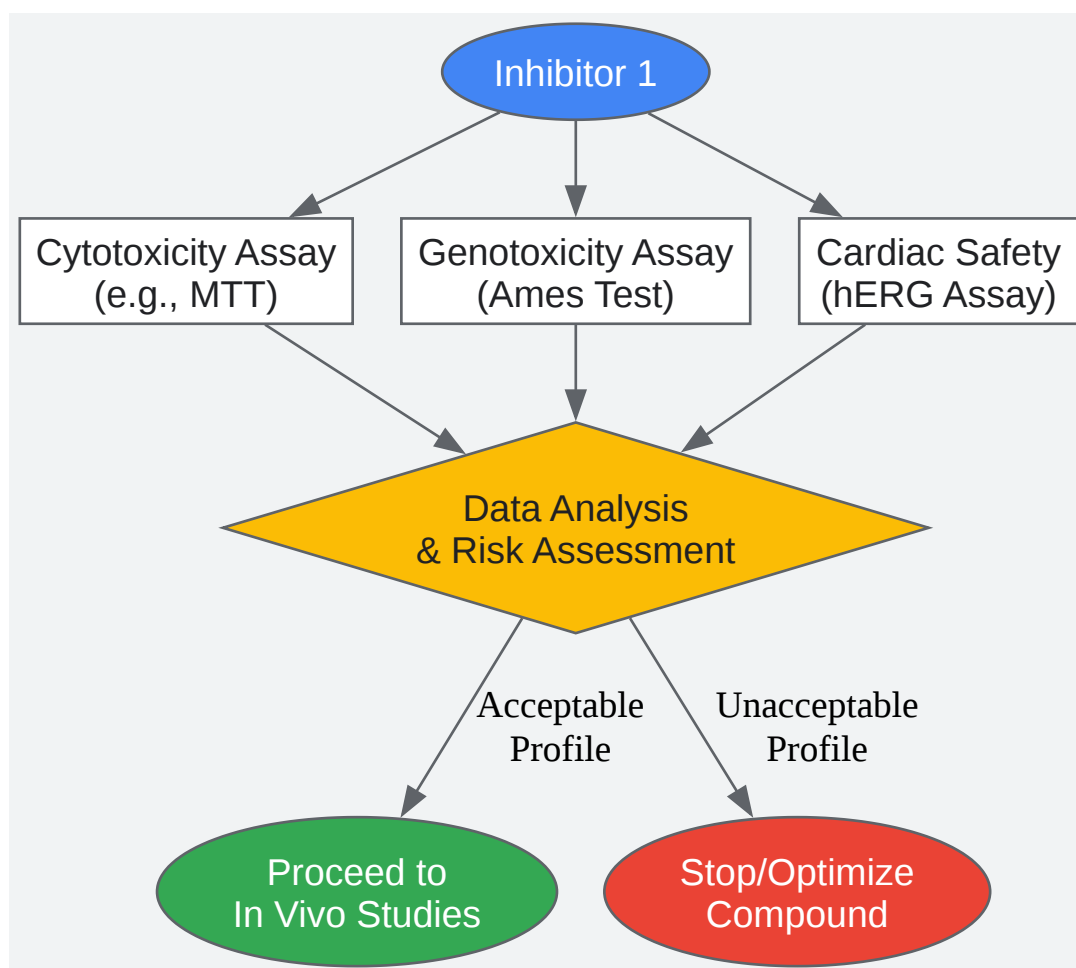 Inhibitor 1
Cytotoxicity Assay
(e.g., MTT)
Genotoxicity Assay
(Ames Test)
Cardiac Safety
(hERG Assay)
Data Analysis
& Risk Assessment
Acceptable
Profile
Unacceptable
Profile
Proceed to
In Vivo Studies
Stop/Optimize
Compound